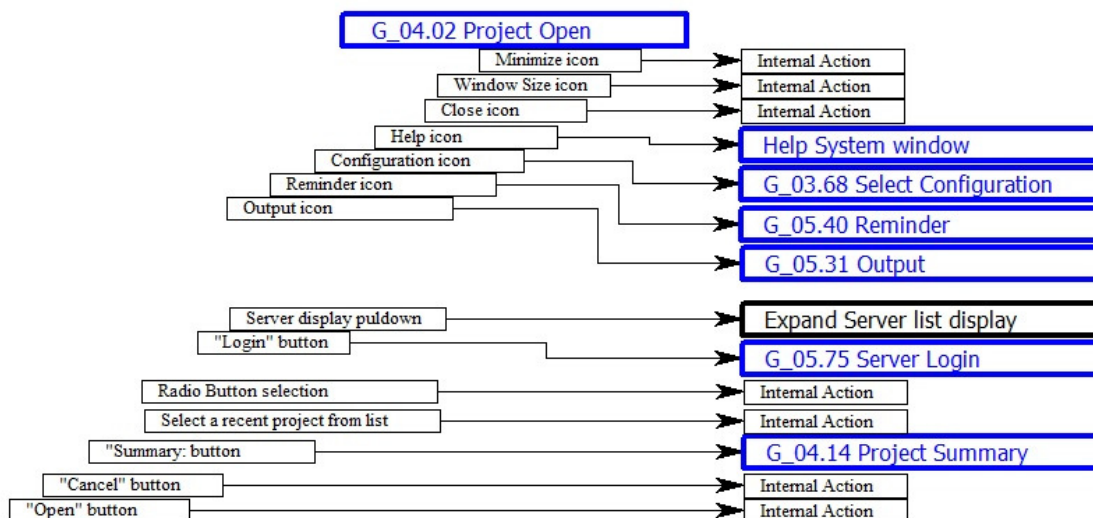 G_04.02 Project Open
Minimize icon Internal Action
Window Size icon Internal Action
Close icon Internal Action
Help icon Help System window
Configuration icon G_03.68 Select Configuration
Reminder icon G_05.40 Reminder
Output icon G_05.31 Output
Server display puldown Expand Server list display
"Login" button G_05.75 Server Login
Radio Button selection Internal Action
Select a recent project from list Internal Action
"Summary: button G_04.14 Project Summary
"Cancel" button Internal Action
"Open" button Internal Action